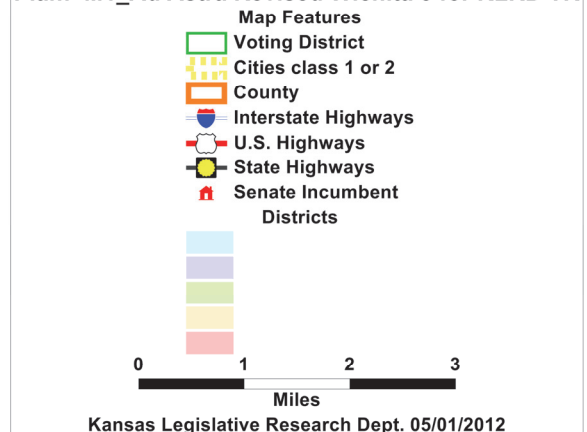 Map Features
Voting District
Cities class 1 or 2
County
Interstate Highways
U.S. Highways
State Highways
Senate Incumbent
Districts
0 1 2 3
Miles
Kansas Legislative Research Dept. 05/01/2012